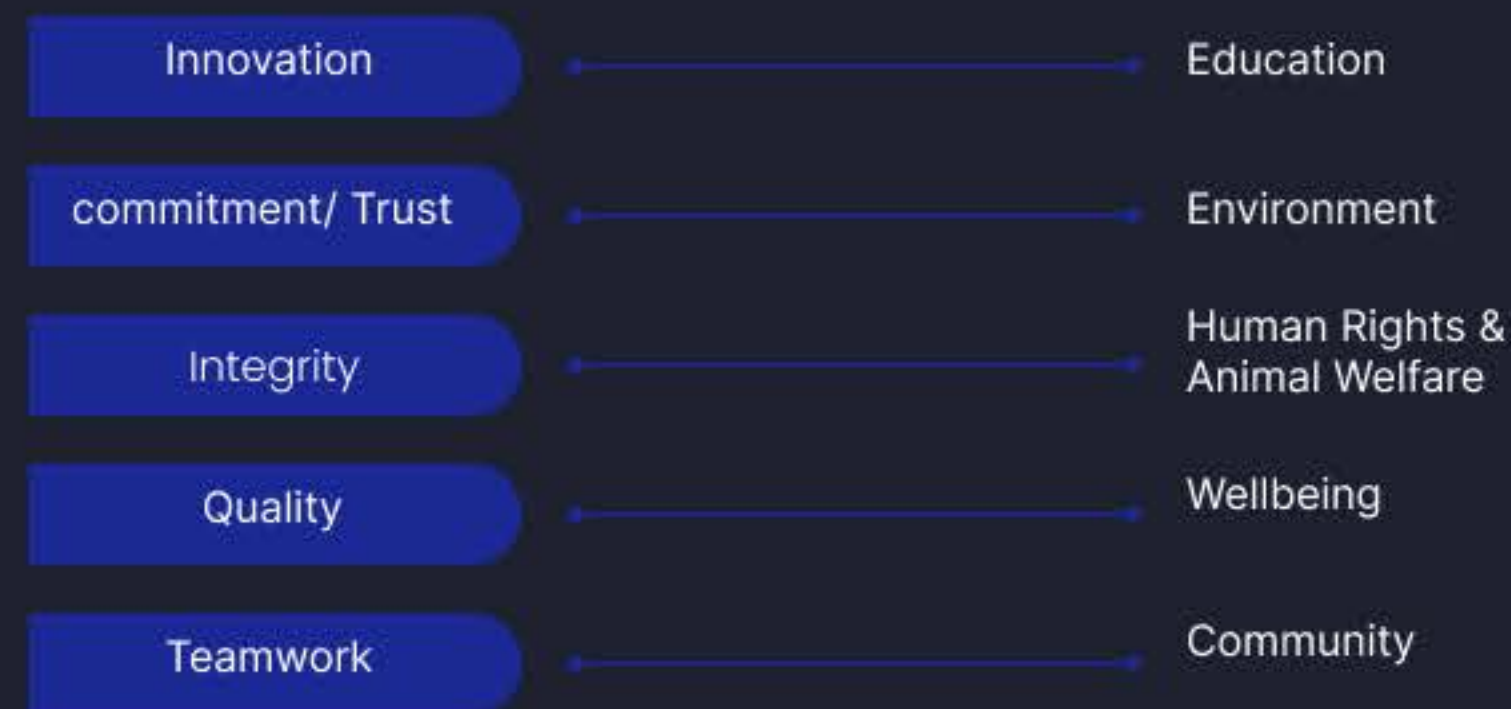 Innovation
Education
commitment/ Trust
Environment
Integrity
Human Rights &
Animal Welfare
Quality
Wellbeing
Teamwork
Community